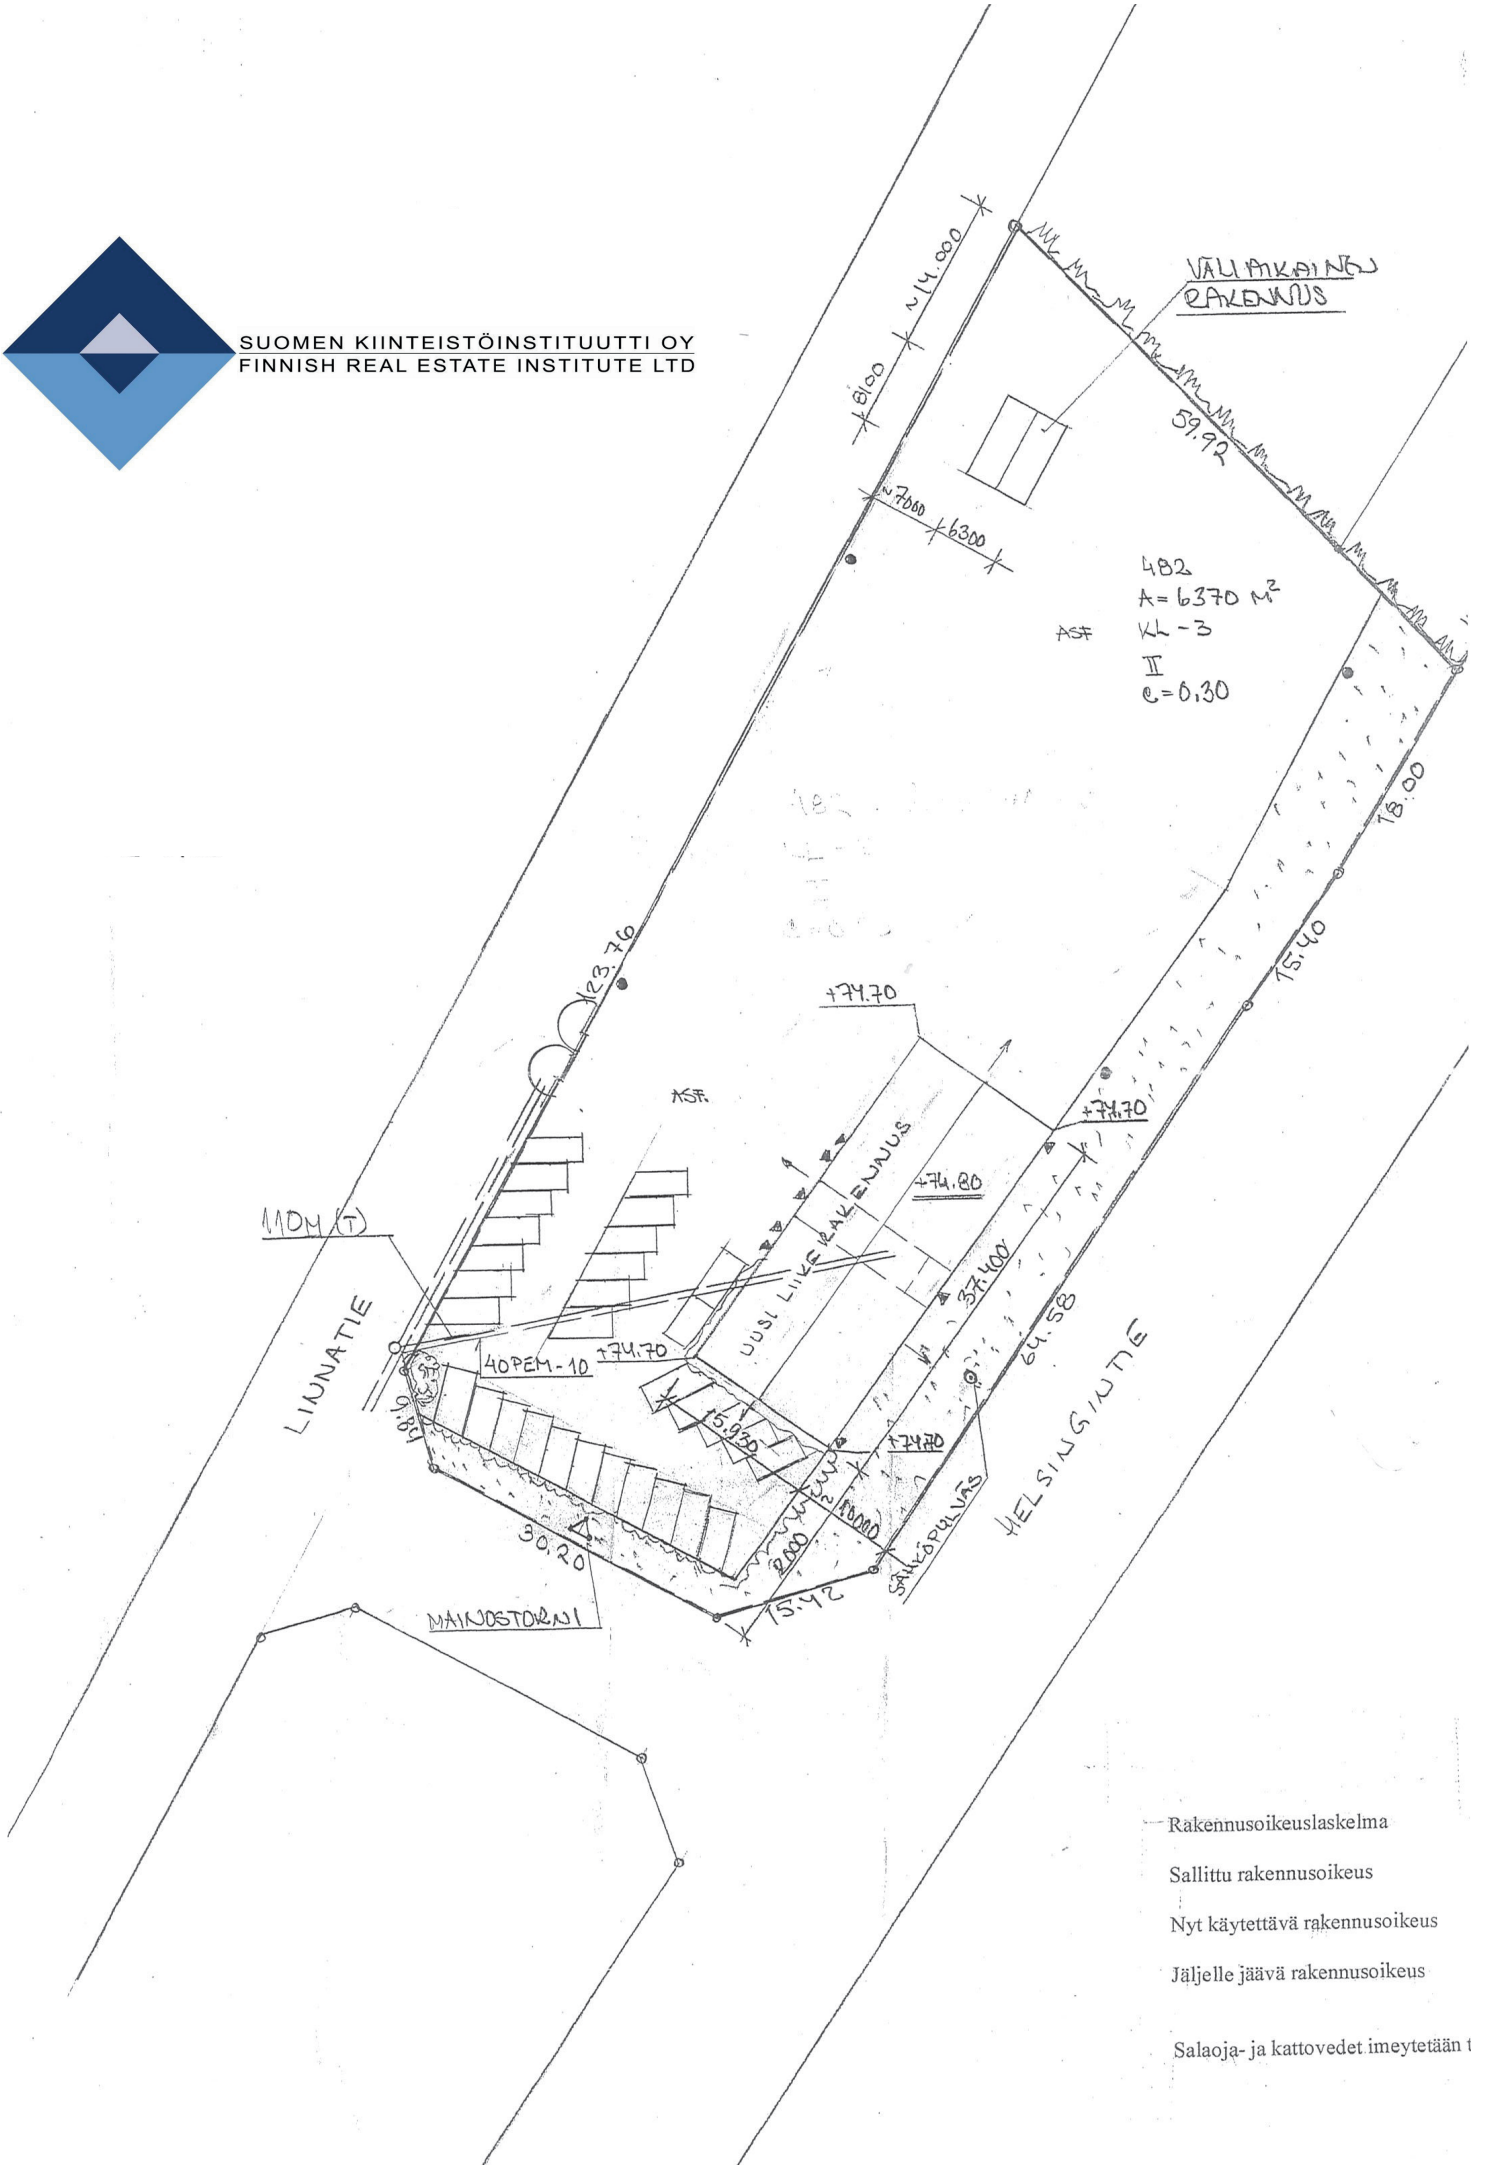 SUOMEN KIINTEISTÖINSTITUUTTI OY
FINNISH REAL ESTATE INSTITUTE LTD
~14.000
8100
VÄLIAIKAINEN
RAKENNUS
59.92
~7000
6300
482
A=6370 M²
ASF
KL-3
II
e=0,30
18.00
15.40
123.76
+74.70
ASF.
+74.70
+74.80
UUSI LIIKERAKENNUS
110M (T)
37.400
64.58
LINNATIE
40PEM-10
+74.70
HELSINGINTIE
9.84
15.930
+74.70
30.20
~10000
2000
SÄHKÖPYLVÄS
15.42
MAINOSTORNI
Rakennusoikeuslaskelma
Sallittu rakennusoikeus
Nyt käytettävä rakennusoikeus
Jäljelle jäävä rakennusoikeus
Salaoja- ja kattovedet imeytetään t